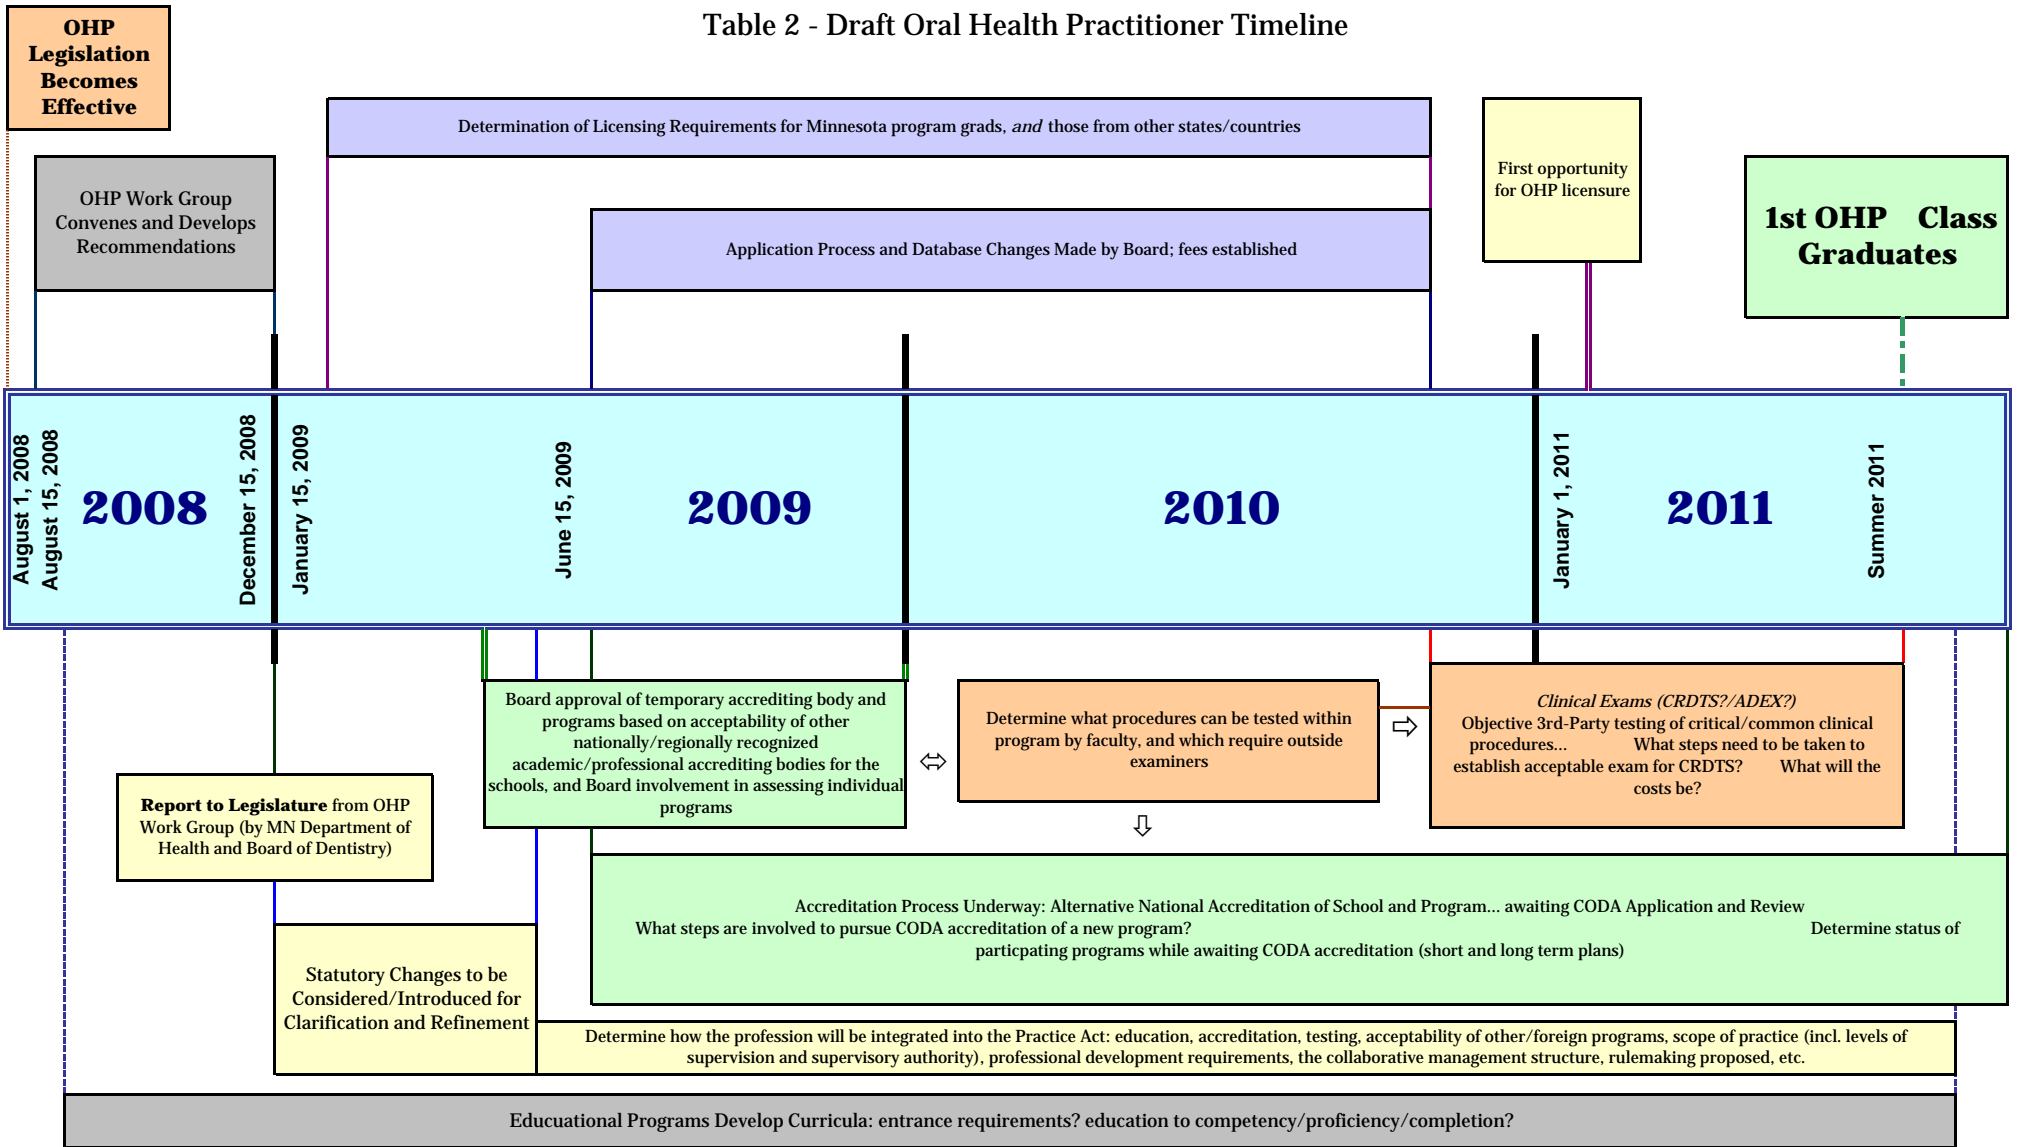 Table 2 - Draft Oral Health Practitioner Timeline
OHP
Legislation
Becomes
Effective
Determination of Licensing Requirements for Minnesota program grads, and those from other states/countries
First opportunity
for OHP licensure
OHP Work Group
Convenes and Develops
Recommendations
1st OHP Class
Graduates
Application Process and Database Changes Made by Board; fees established
August 1, 2008
August 15, 2008
2008
December 15, 2008
January 15, 2009
June 15, 2009
2009
2010
January 1, 2011
2011
Summer 2011
Board approval of temporary accrediting body and
programs based on acceptability of other
nationally/regionally recognized
academic/professional accrediting bodies for the
schools, and Board involvement in assessing individual
programs
Determine what procedures can be tested within
program by faculty, and which require outside
examiners
Clinical Exams (CRDTS?/ADEX?)
Objective 3rd-Party testing of critical/common clinical
procedures... What steps need to be taken to
establish acceptable exam for CRDTS? What will the
costs be?
Report to Legislature from OHP
Work Group (by MN Department of
Health and Board of Dentistry)
Accreditation Process Underway: Alternative National Accreditation of School and Program... awaiting CODA Application and Review
What steps are involved to pursue CODA accreditation of a new program? Determine status of
particpating programs while awaiting CODA accreditation (short and long term plans)
Statutory Changes to be
Considered/Introduced for
Clarification and Refinement
Determine how the profession will be integrated into the Practice Act: education, accreditation, testing, acceptability of other/foreign programs, scope of practice (incl. levels of
supervision and supervisory authority), professional development requirements, the collaborative management structure, rulemaking proposed, etc.
Educuational Programs Develop Curricula: entrance requirements? education to competency/proficiency/completion?